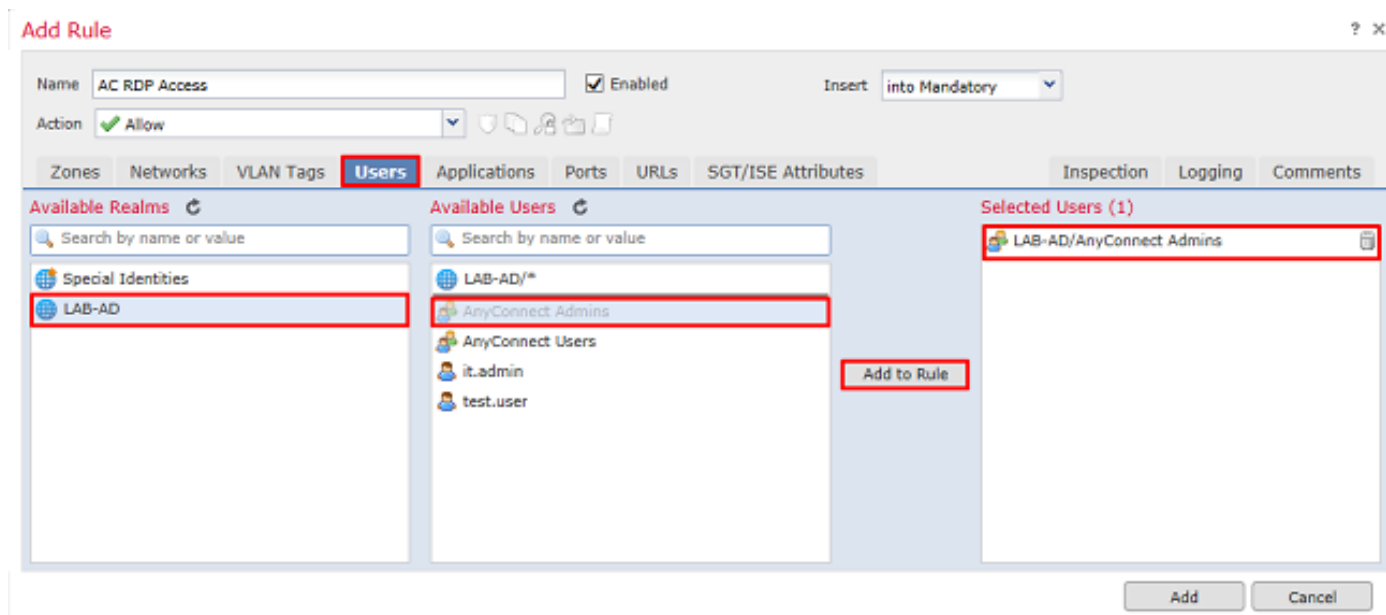 Add Rule ? ×
Name AC RDP Access Enabled Insert into Mandatory
Action Allow
Zones Networks VLAN Tags Users Applications Ports URLs SGT/ISE Attributes Inspection Logging Comments
Available Realms Available Users Selected Users (1)
Search by name or value Search by name or value LAB-AD/AnyConnect Admins
Special Identities LAB-AD/*
LAB-AD AnyConnect Admins
AnyConnect Users
it.admin Add to Rule
test.user
Add Cancel